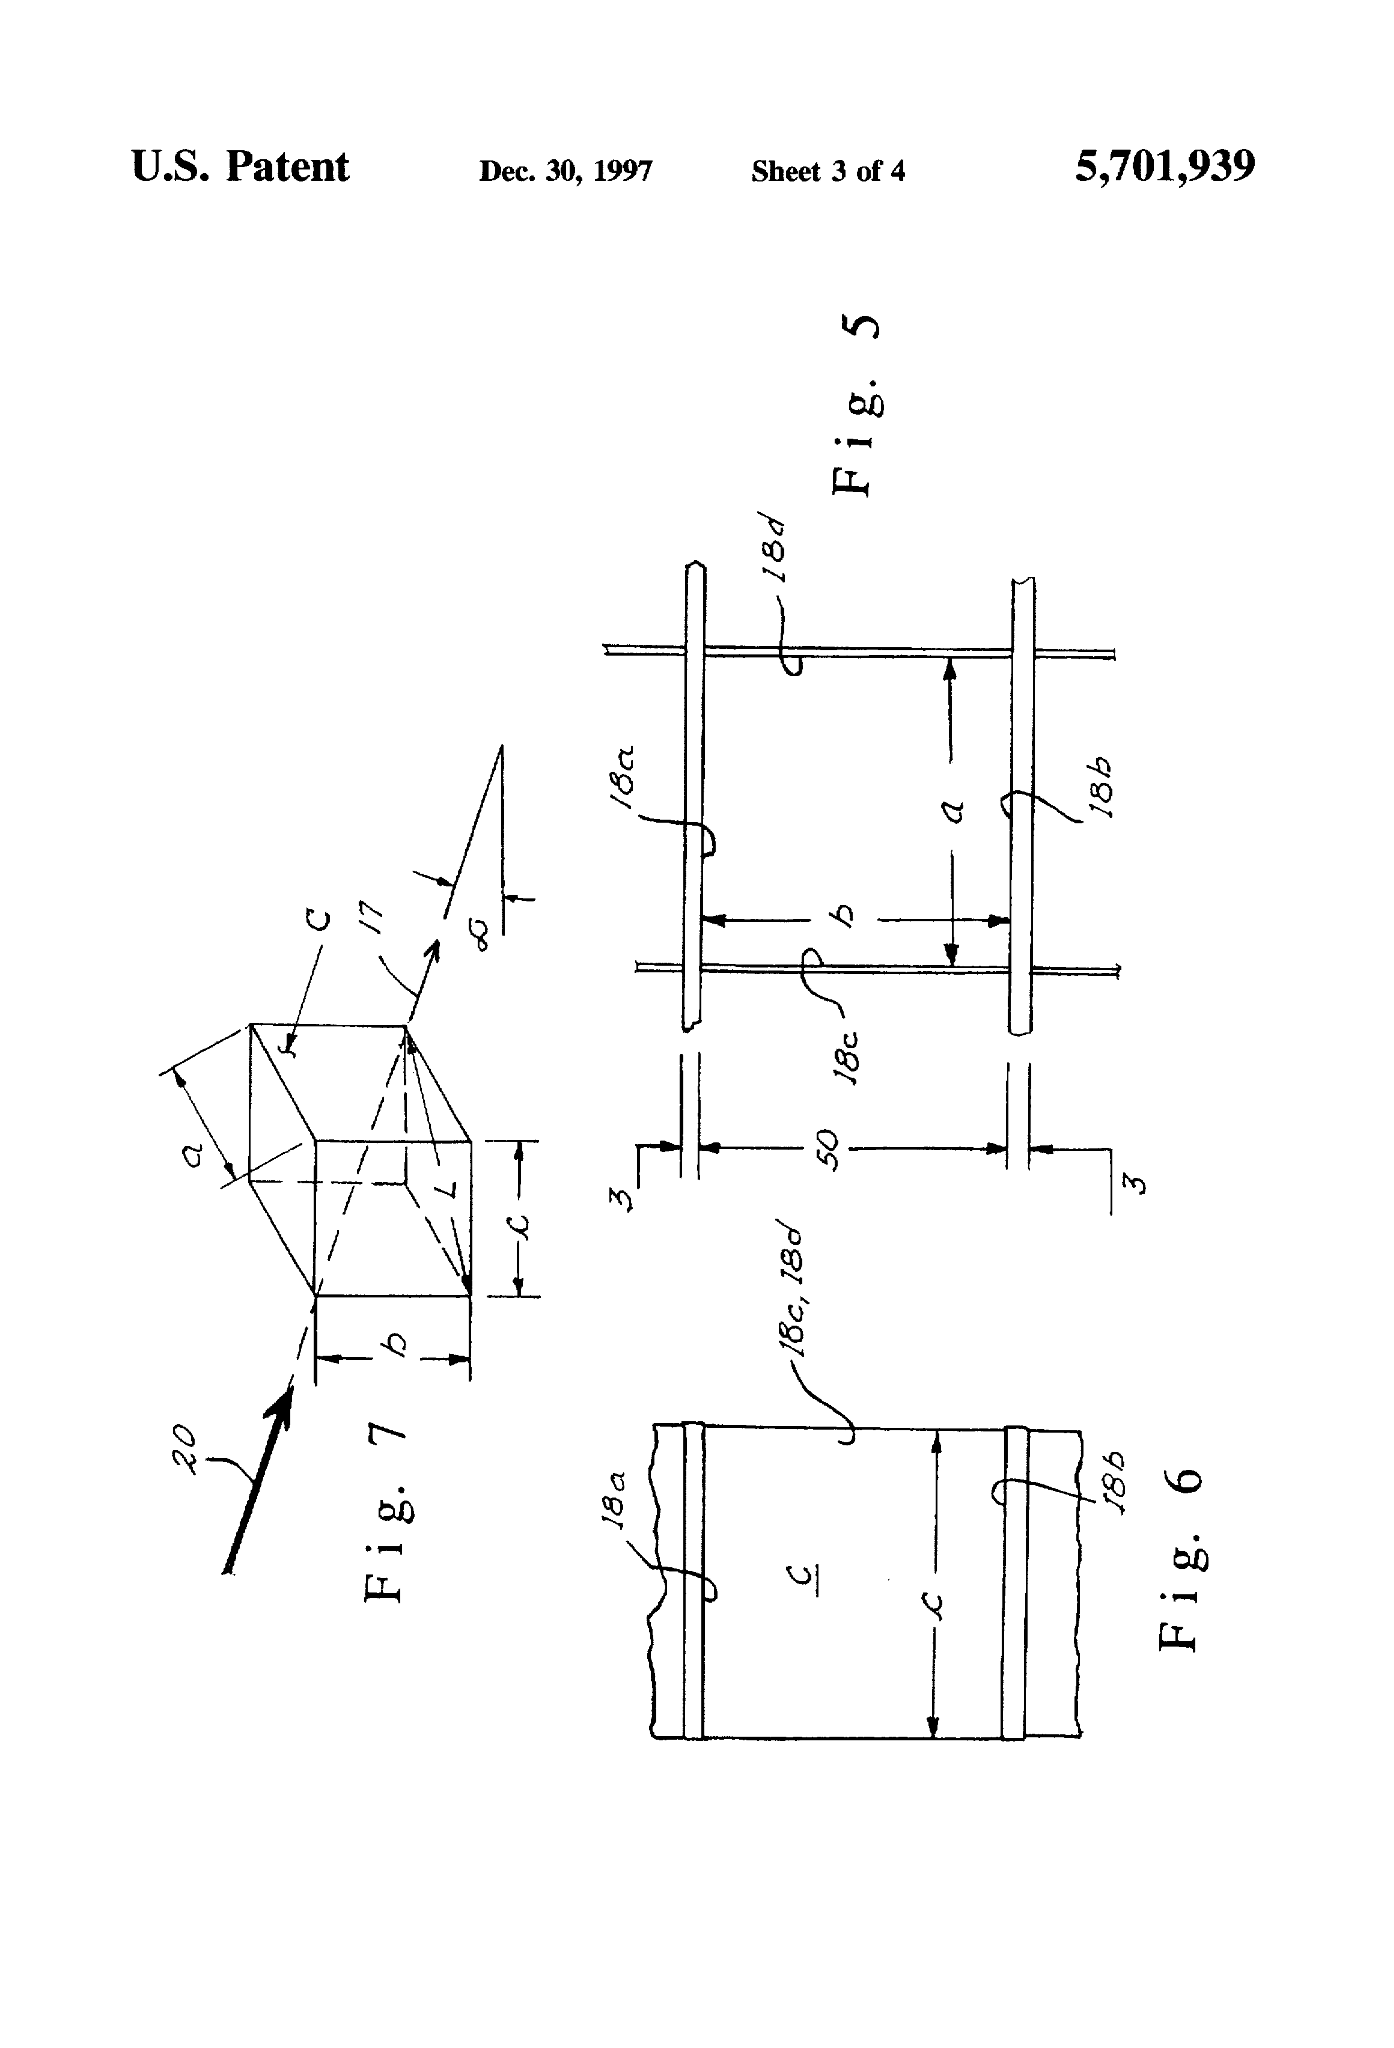 U.S. Patent Dec. 30, 1997 Sheet 3 of 4 5,701,939
20
b
a
c
L
C
17
α
Fig. 7
18a
18c, 18d
C
c
18b
Fig. 6
3
50
3
18c
b
a
18a
18b
18d
Fig. 5